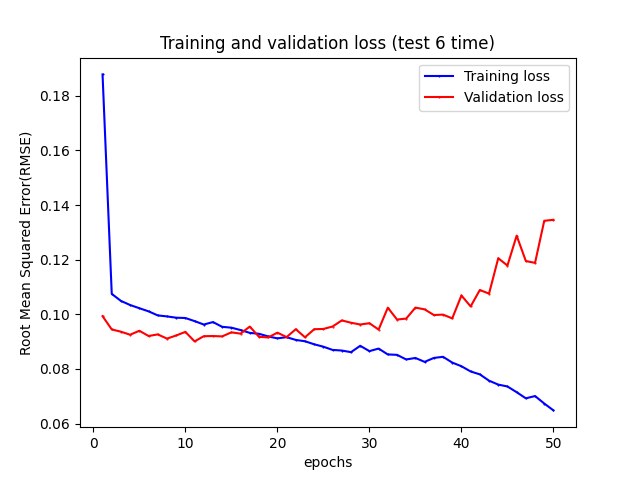 Training and validation loss (test 6 time)
Training loss
Validation loss
0.18
0.16
0.14
0.12
0.10
0.08
0.06
Root Mean Squared Error(RMSE)
0 10 20 30 40 50
epochs